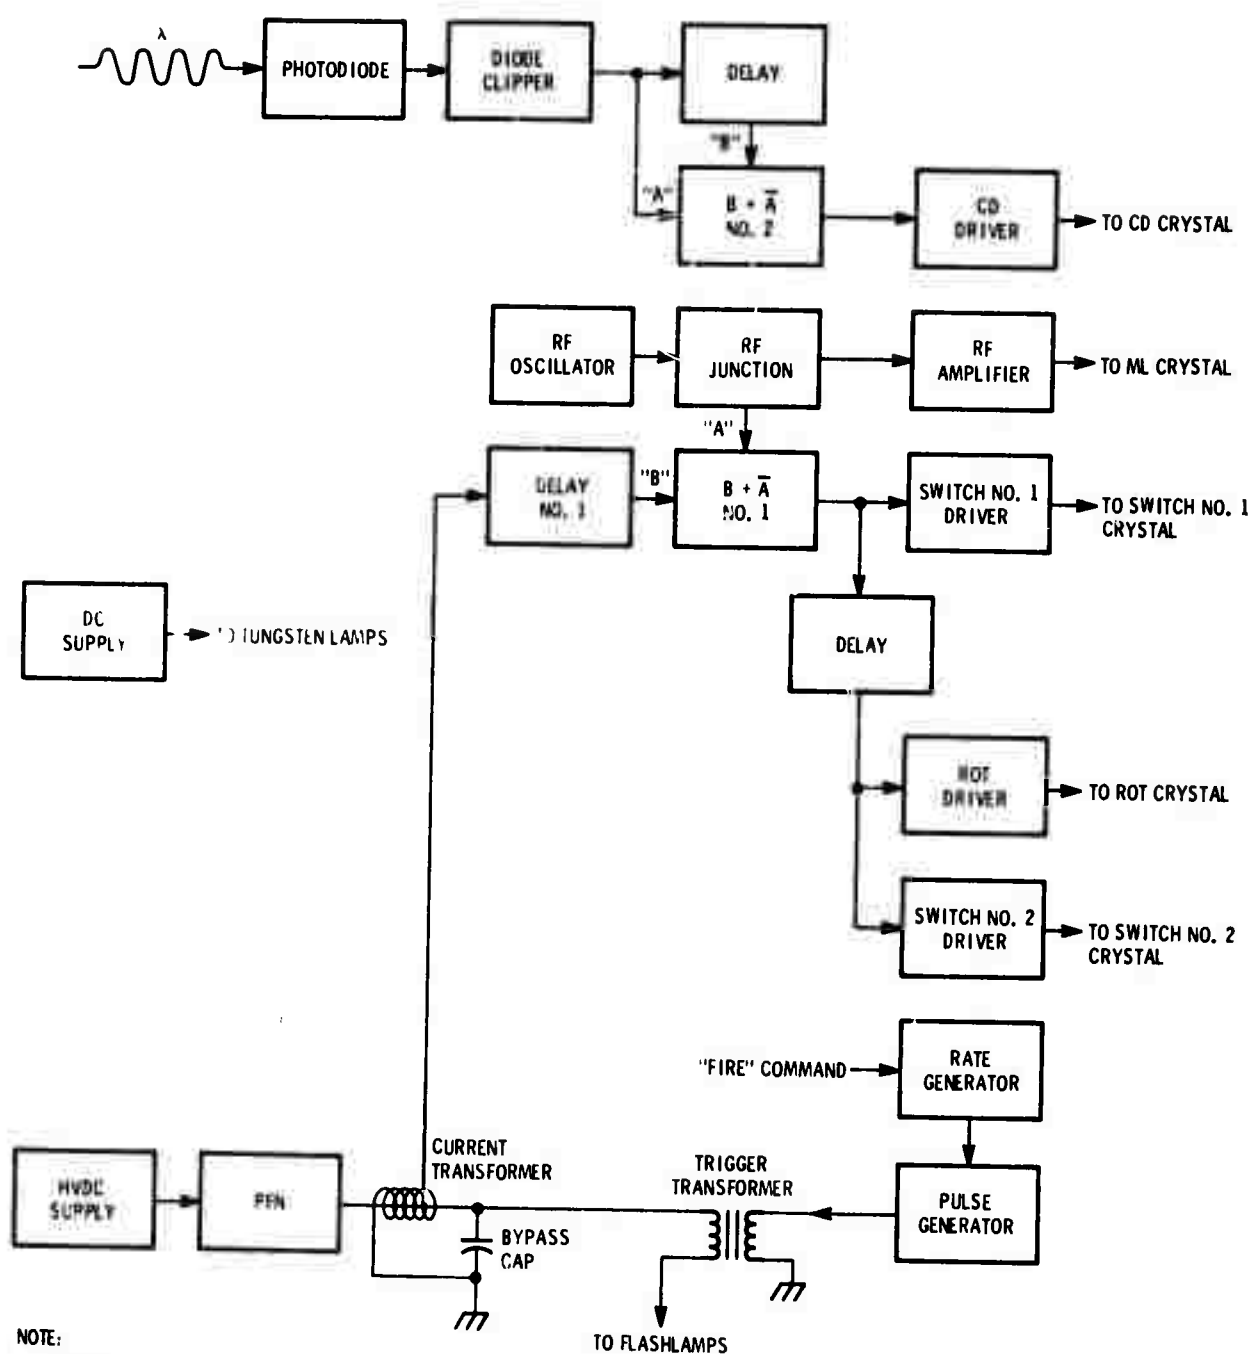 λ
PHOTODIODE
DIODE
CLIPPER
DELAY
"B"
"A"
B + A̅
NO. 2
CD
DRIVER
TO CD CRYSTAL
RF
OSCILLATOR
RF
JUNCTION
RF
AMPLIFIER
TO ML CRYSTAL
"A"
DELAY
NO. 1
"B"
B + A̅
NO. 1
SWITCH NO. 1
DRIVER
TO SWITCH NO. 1
CRYSTAL
DC
SUPPLY
TO TUNGSTEN LAMPS
DELAY
ROT
DRIVER
TO ROT CRYSTAL
SWITCH NO. 2
DRIVER
TO SWITCH NO. 2
CRYSTAL
"FIRE" COMMAND
RATE
GENERATOR
HVDC
SUPPLY
PFN
CURRENT
TRANSFORMER
BYPASS
CAP
TRIGGER
TRANSFORMER
PULSE
GENERATOR
TO FLASHLAMPS
NOTE: